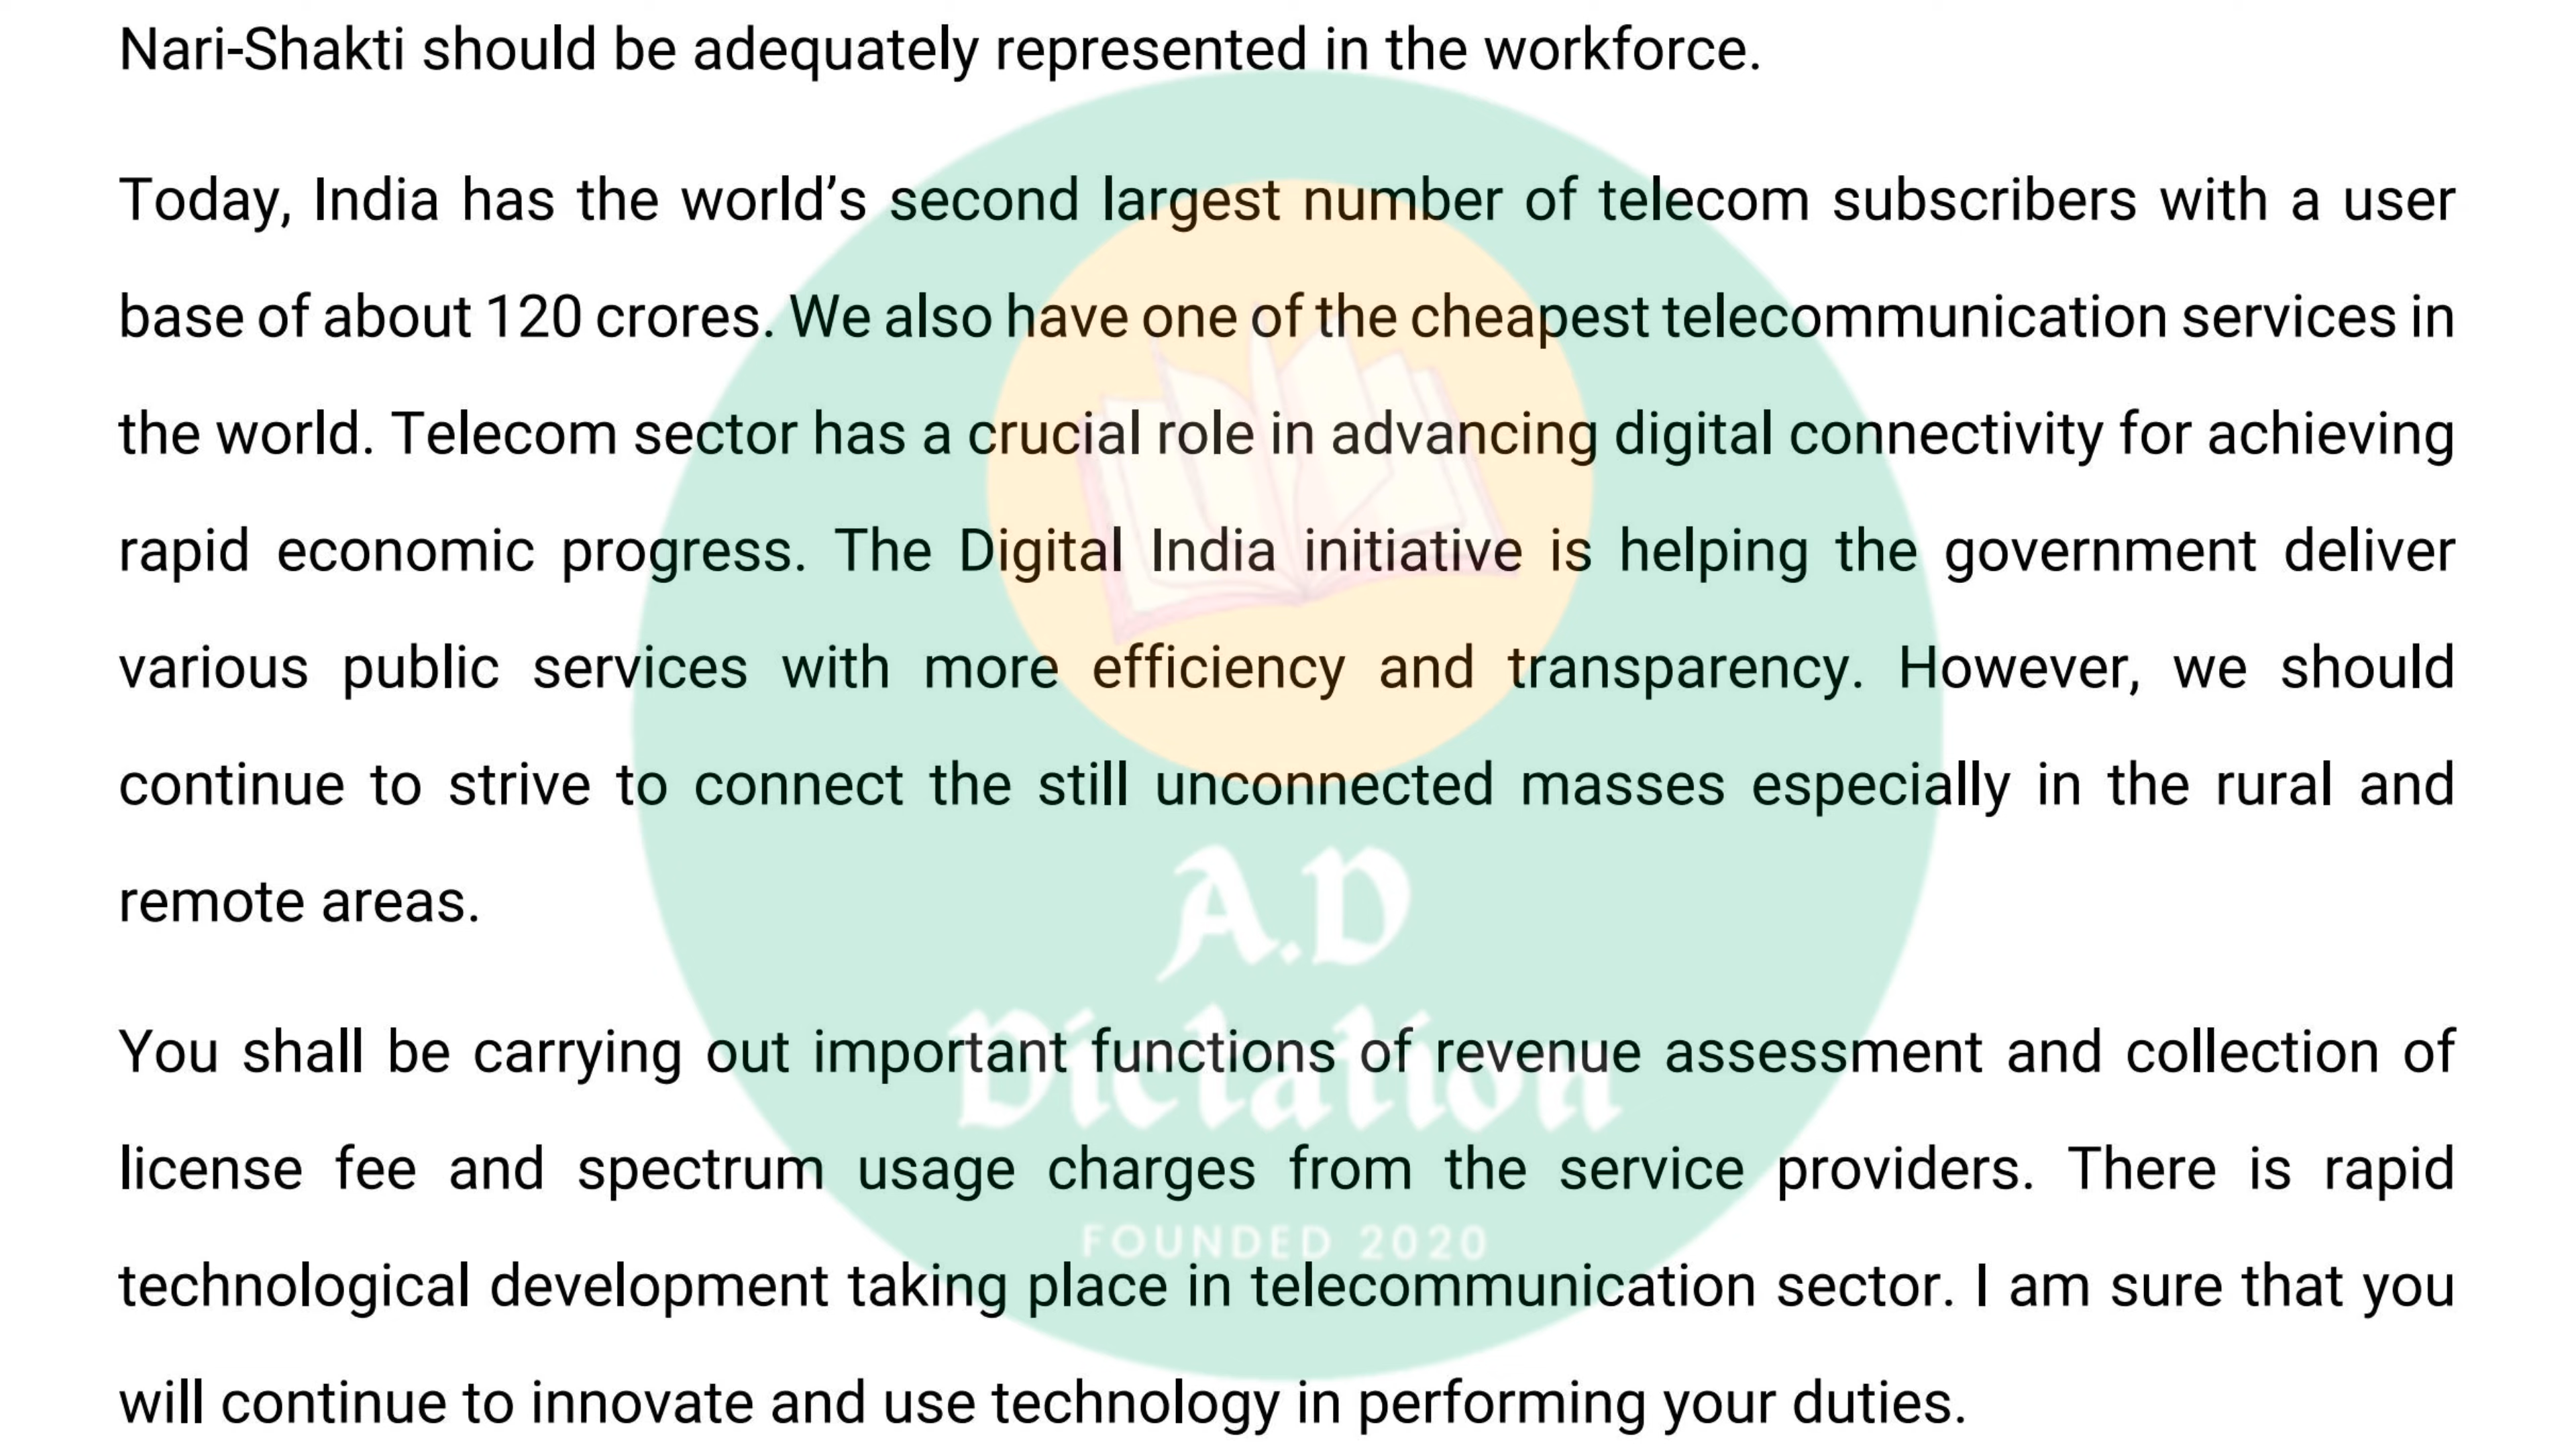 Nari-Shakti should be adequately represented in the workforce.
Today, India has the world’s second largest number of telecom subscribers with a user
base of about 120 crores. We also have one of the cheapest telecommunication services in
the world. Telecom sector has a crucial role in advancing digital connectivity for achieving
rapid economic progress. The Digital India initiative is helping the government deliver
various public services with more efficiency and transparency. However, we should
continue to strive to connect the still unconnected masses especially in the rural and
remote areas.
A.D
You shall be carrying out important functions of revenue assessment and collection of
Dictation
license fee and spectrum usage charges from the service providers. There is rapid
FOUNDED 2020
technological development taking place in telecommunication sector. I am sure that you
will continue to innovate and use technology in performing your duties.